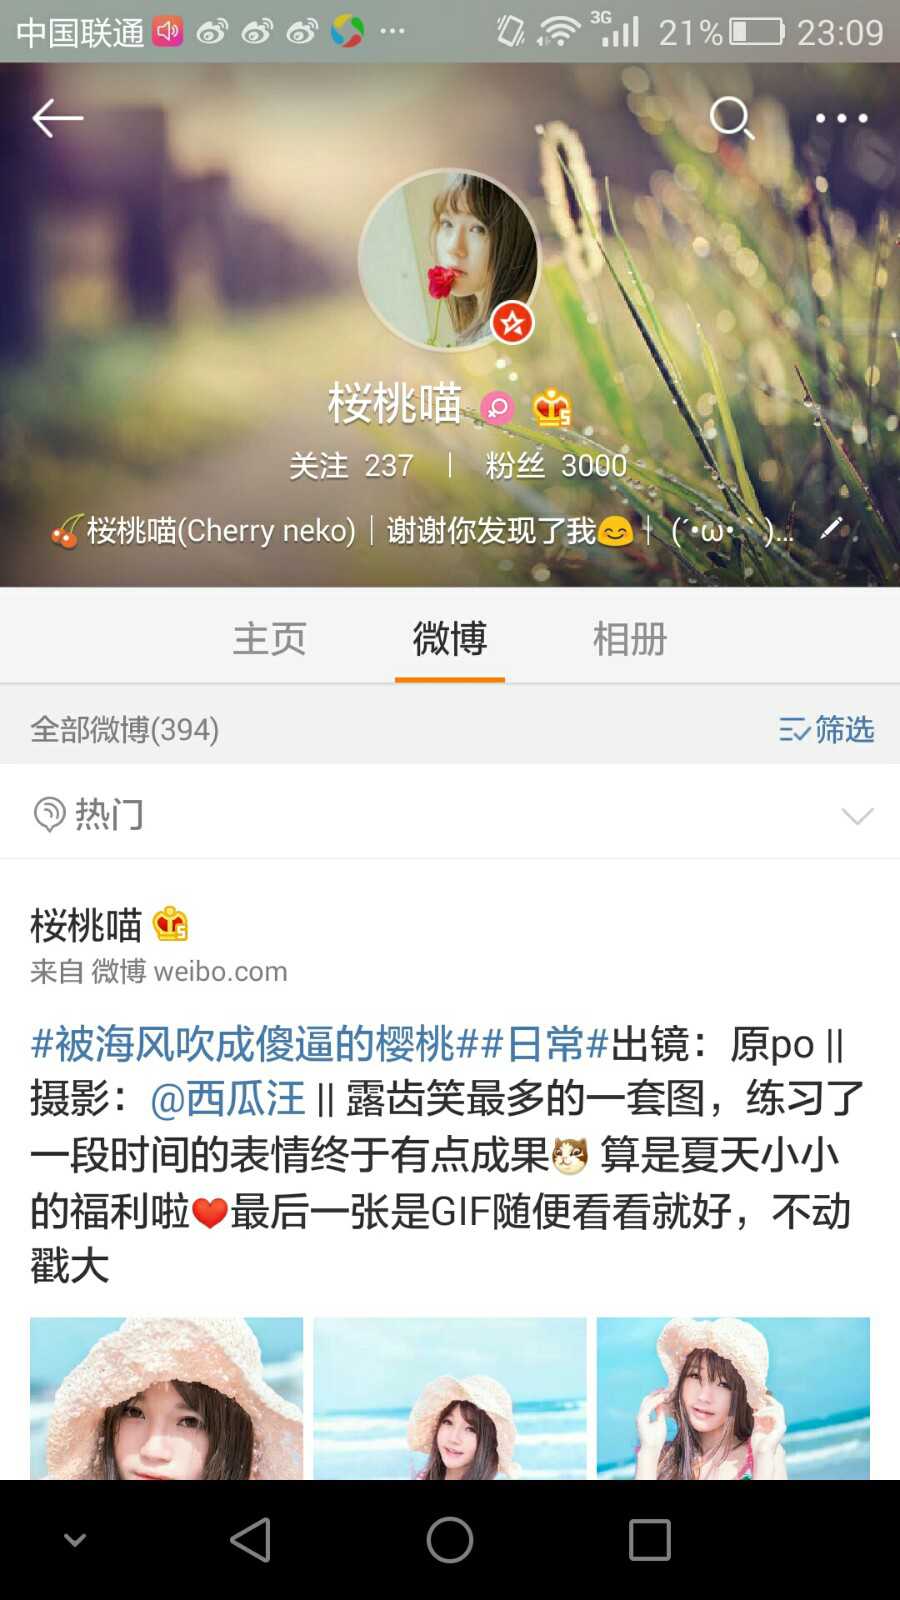 中国联通 3G 21% 23:09
桜桃喵
关注 237 | 粉丝 3000
桜桃喵(Cherry neko)｜谢谢你发现了我😊｜(´•ω•｀)...
主页 微博 相册
全部微博(394) 筛选
热门
桜桃喵
来自 微博 weibo.com
#被海风吹成傻逼的樱桃##日常#出镜：原po ||
摄影：@西瓜汪 || 露齿笑最多的一套图，练习了
一段时间的表情终于有点成果 算是夏天小小
的福利啦❤最后一张是GIF随便看看就好，不动
戳大